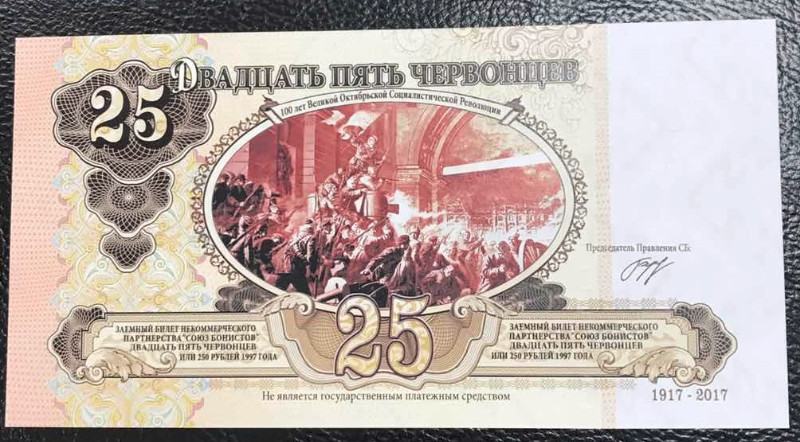 25
ДВАДЦАТЬ ПЯТЬ ЧЕРВОНЦЕВ
100 лет Великой Октябрьской Социалистической Революции
Председатель Правления СБ:
ЗАЕМНЫЙ БИЛЕТ НЕКОММЕРЧЕСКОГО
ПАРТНЕРСТВА "СОЮЗ БОНИСТОВ"
ДВАДЦАТЬ ПЯТЬ ЧЕРВОНЦЕВ
ИЛИ 250 РУБЛЕЙ 1997 ГОДА
25
ЗАЕМНЫЙ БИЛЕТ НЕКОММЕРЧЕСКОГО
ПАРТНЕРСТВА "СОЮЗ БОНИСТОВ"
ДВАДЦАТЬ ПЯТЬ ЧЕРВОНЦЕВ
ИЛИ 250 РУБЛЕЙ 1997 ГОДА
Не является государственным платежным средством
1917 - 2017